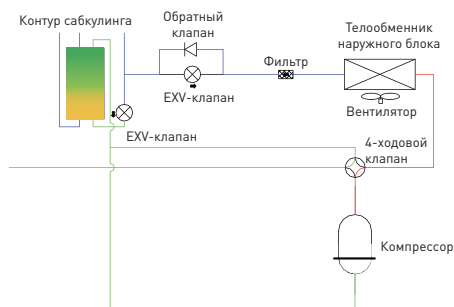 Контур сабкулинга
Обратный
клапан
Телообменник
наружного блока
Фильтр
EXV-клапан
Вентилятор
EXV-клапан
4-ходовой
клапан
Компрессор